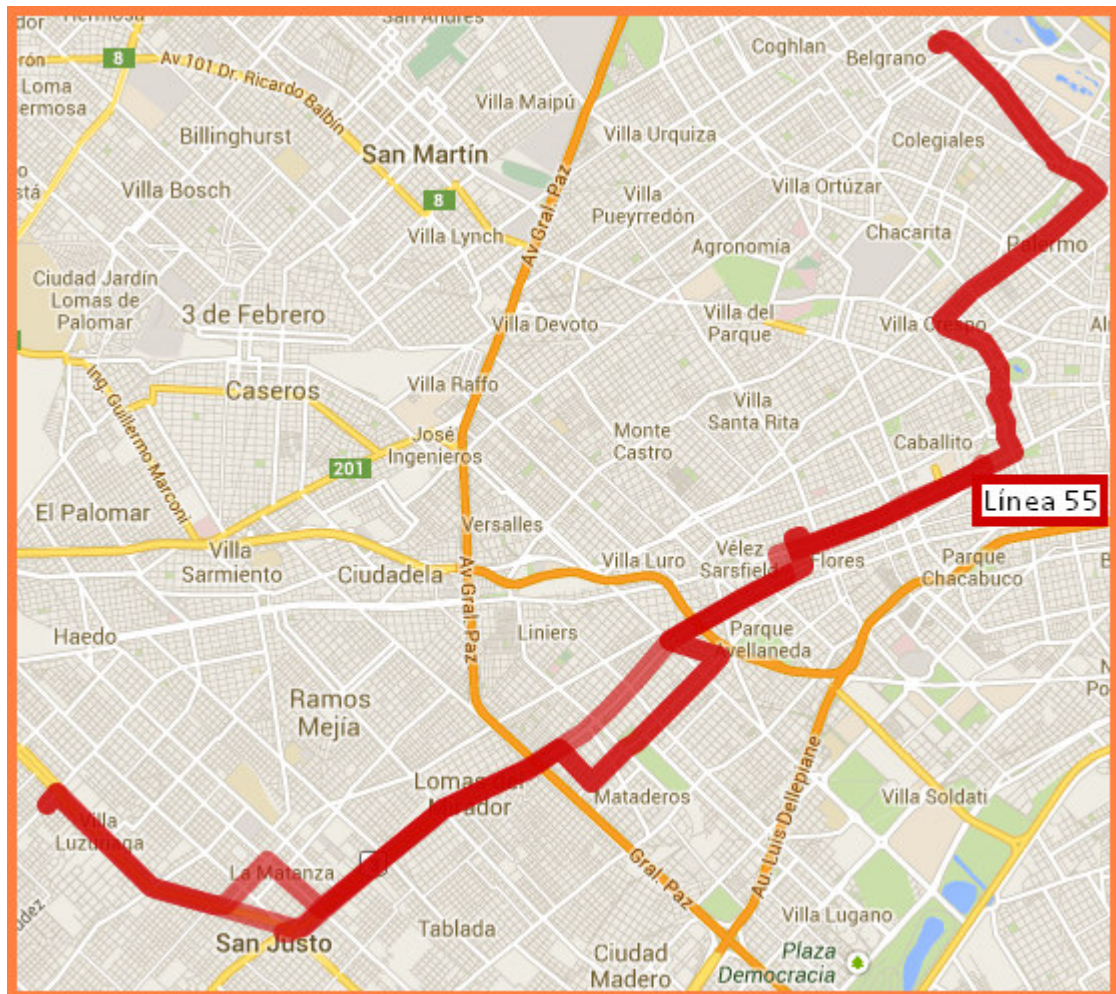 San Andrés
Hermosa
8
Av 101 Dr. Ricardo Balbín
Coghlan
Belgrano
Loma
Villa Maipú
Billinghurst
Villa Urquiza
Colegiales
San Martín
Av Gral. Paz
Villa Bosch
8
Villa
Pueyrredón
Villa Ortúzar
Villa Lynch
Agronomía
Chacarita
Palermo
Ciudad Jardín
Lomas de
Palomar
3 de Febrero
Villa Devoto
Villa del
Parque
Villa Crespo
Ing. Guillermo Marconi
Caseros
Villa Raffo
Villa
Santa Rita
José
Ingenieros
Monte
Castro
Caballito
201
Línea 55
El Palomar
Versalles
Villa
Sarmiento
Ciudadela
Av Gral. Paz
Villa Luro
Vélez
Sarsfield
Flores
Parque
Chacabuco
Haedo
Liniers
Parque
Avellaneda
Ramos
Mejía
Lomas del
Mirador
Mataderos
Au. Luis Dellepiane
Villa Soldati
Villa
Luzuriaga
La Matanza
Gral. Paz
San Justo
Tablada
Villa Lugano
Ciudad
Madero
Plaza
Democracia